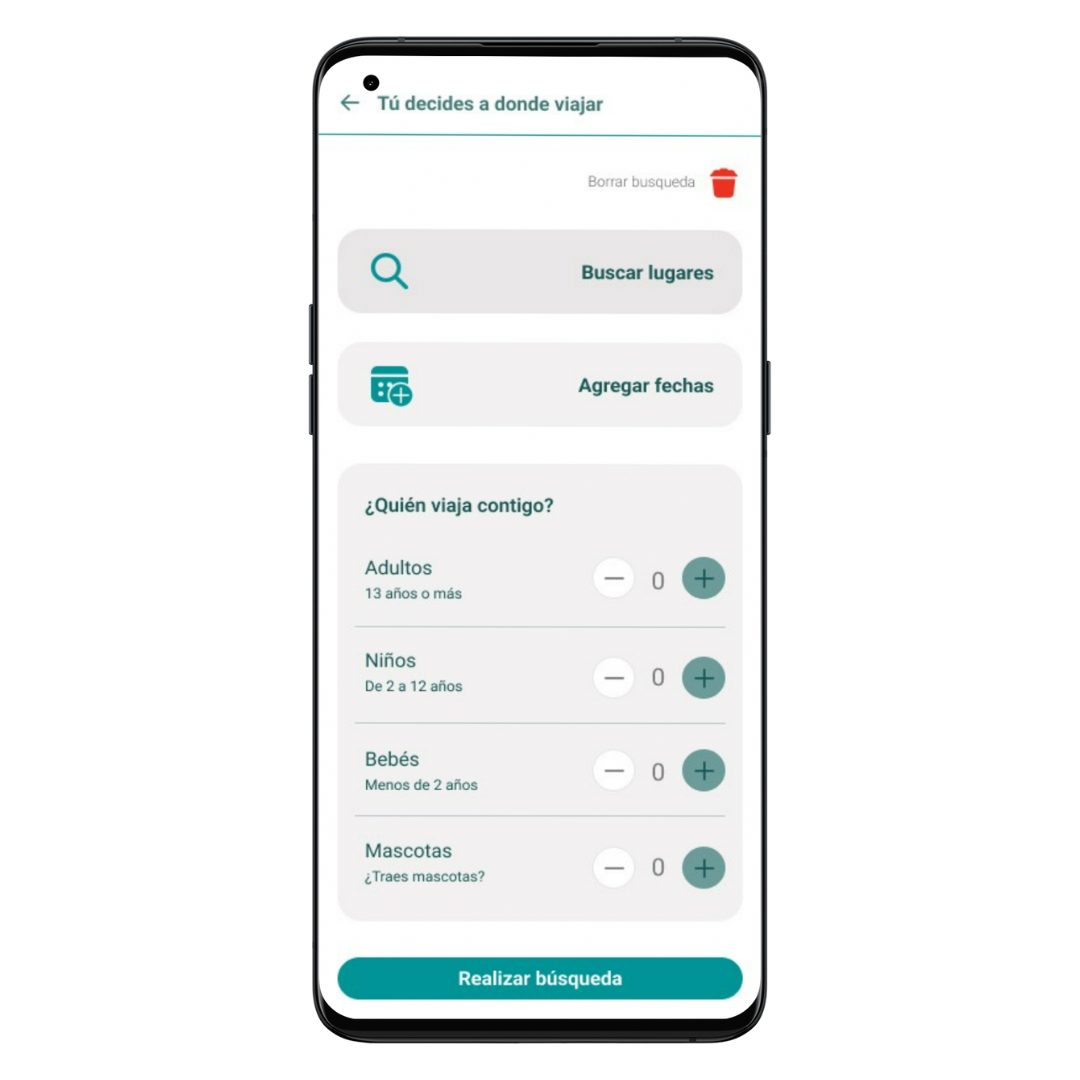 Tú decides a donde viajar
Borrar busqueda
Buscar lugares
Agregar fechas
¿Quién viaja contigo?
Adultos
13 años o más
0
Niños
De 2 a 12 años
0
Bebés
Menos de 2 años
0
Mascotas
¿Traes mascotas?
0
Realizar búsqueda